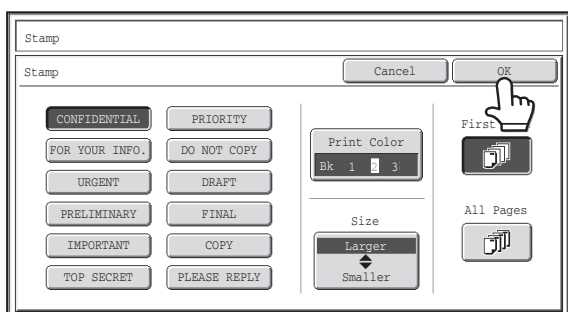 Stamp
Stamp
Cancel
OK
CONFIDENTIAL
PRIORITY
FOR YOUR INFO.
DO NOT COPY
URGENT
DRAFT
PRELIMINARY
FINAL
IMPORTANT
COPY
TOP SECRET
PLEASE REPLY
Print Color
Bk 1 2 3
Size
Larger
Smaller
First
All Pages